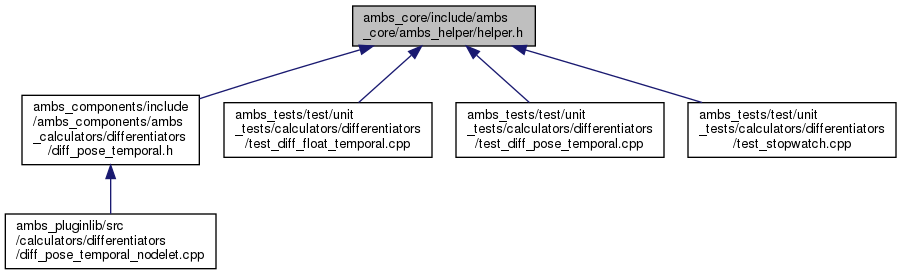 ambs_core/include/ambs
_core/ambs_helper/helper.h
ambs_components/include
/ambs_components/ambs
_calculators/differentiators
/diff_pose_temporal.h
ambs_tests/test/unit
_tests/calculators/differentiators
/test_diff_float_temporal.cpp
ambs_tests/test/unit
_tests/calculators/differentiators
/test_diff_pose_temporal.cpp
ambs_tests/test/unit
_tests/calculators/differentiators
/test_stopwatch.cpp
ambs_pluginlib/src
/calculators/differentiators
/diff_pose_temporal_nodelet.cpp